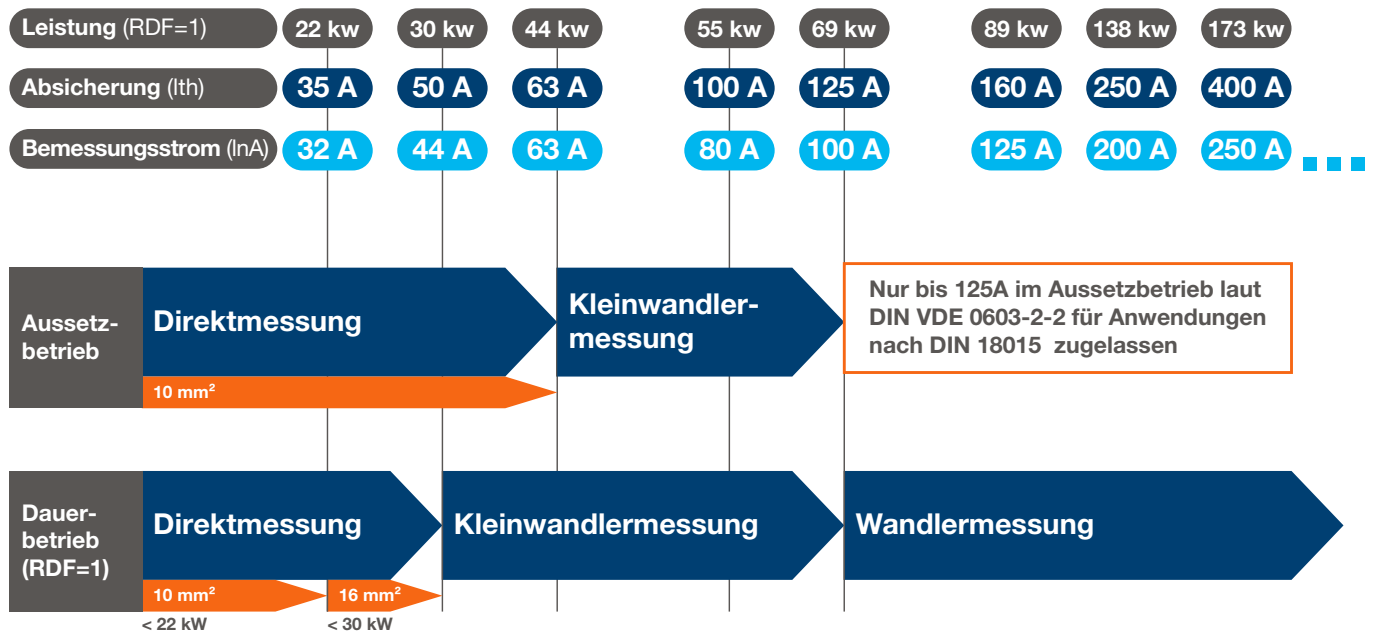 Leistung (RDF=1) 22 kw 30 kw 44 kw 55 kw 69 kw 89 kw 138 kw 173 kw
Absicherung (Ith) 35 A 50 A 63 A 100 A 125 A 160 A 250 A 400 A
Bemessungsstrom (InA) 32 A 44 A 63 A 80 A 100 A 125 A 200 A 250 A
Aussetz-
betrieb
Direktmessung
10 mm²
Kleinwandler-
messung
Nur bis 125A im Aussetzbetrieb laut
DIN VDE 0603-2-2 für Anwendungen
nach DIN 18015 zugelassen
Dauer-
betrieb
(RDF=1)
Direktmessung
Kleinwandlermessung
Wandlermessung
10 mm²
16 mm²
< 22 kW
< 30 kW